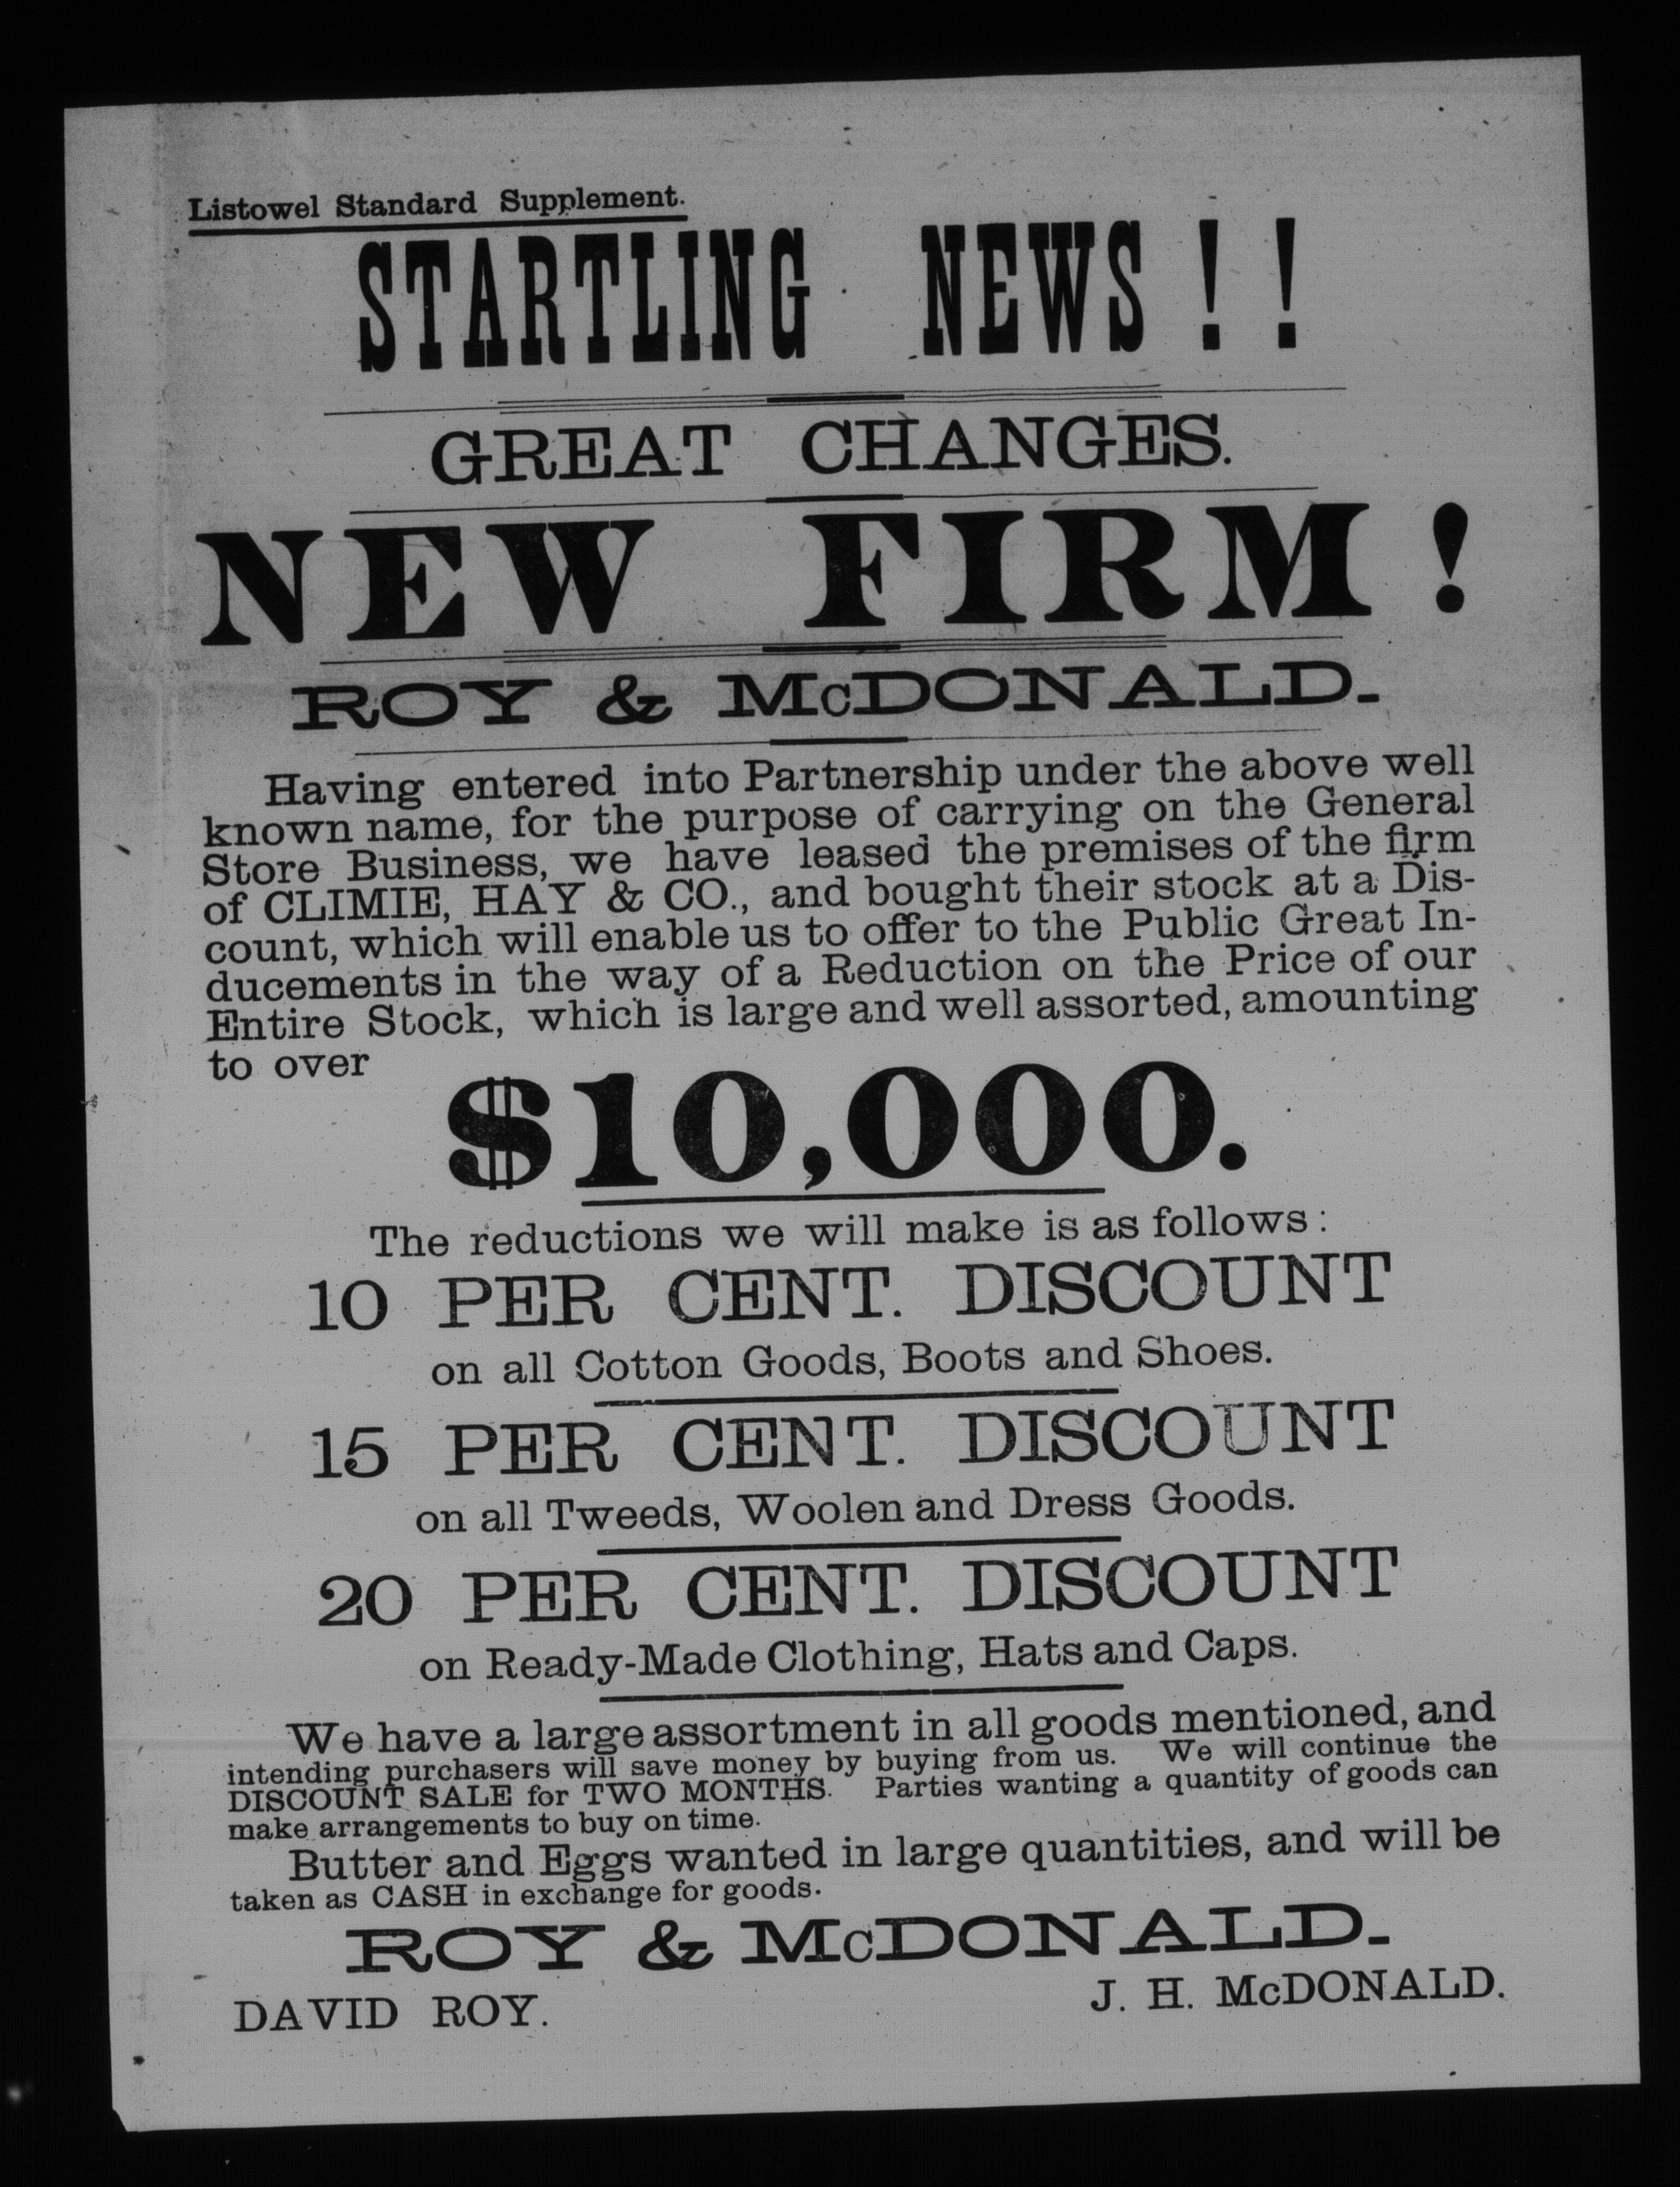 Listowel Standard Supplement.
STARTLING NEWS ! !
GREAT CHANGES.
NEW FIRM !
ROY & McDONALD.
Having entered into Partnership under the above well
known name, for the purpose of carrying on the General
Store Business, we have leased the premises of the firm
of CLIMIE, HAY & CO., and bought their stock at a Dis-
count, which will enable us to offer to the Public Great In-
ducements in the way of a Reduction on the Price of our
Entire Stock, which is large and well assorted, amounting
to over
$10,000.
The reductions we will make is as follows:
10 PER CENT. DISCOUNT
on all Cotton Goods, Boots and Shoes.
15 PER CENT. DISCOUNT
on all Tweeds, Woolen and Dress Goods.
20 PER CENT. DISCOUNT
on Ready-Made Clothing, Hats and Caps.
We have a large assortment in all goods mentioned, and
intending purchasers will save money by buying from us. We will continue the
DISCOUNT SALE for TWO MONTHS. Parties wanting a quantity of goods can
make arrangements to buy on time.
Butter and Eggs wanted in large quantities, and will be
taken as CASH in exchange for goods.
ROY & McDONALD.
DAVID ROY. J. H. McDONALD.